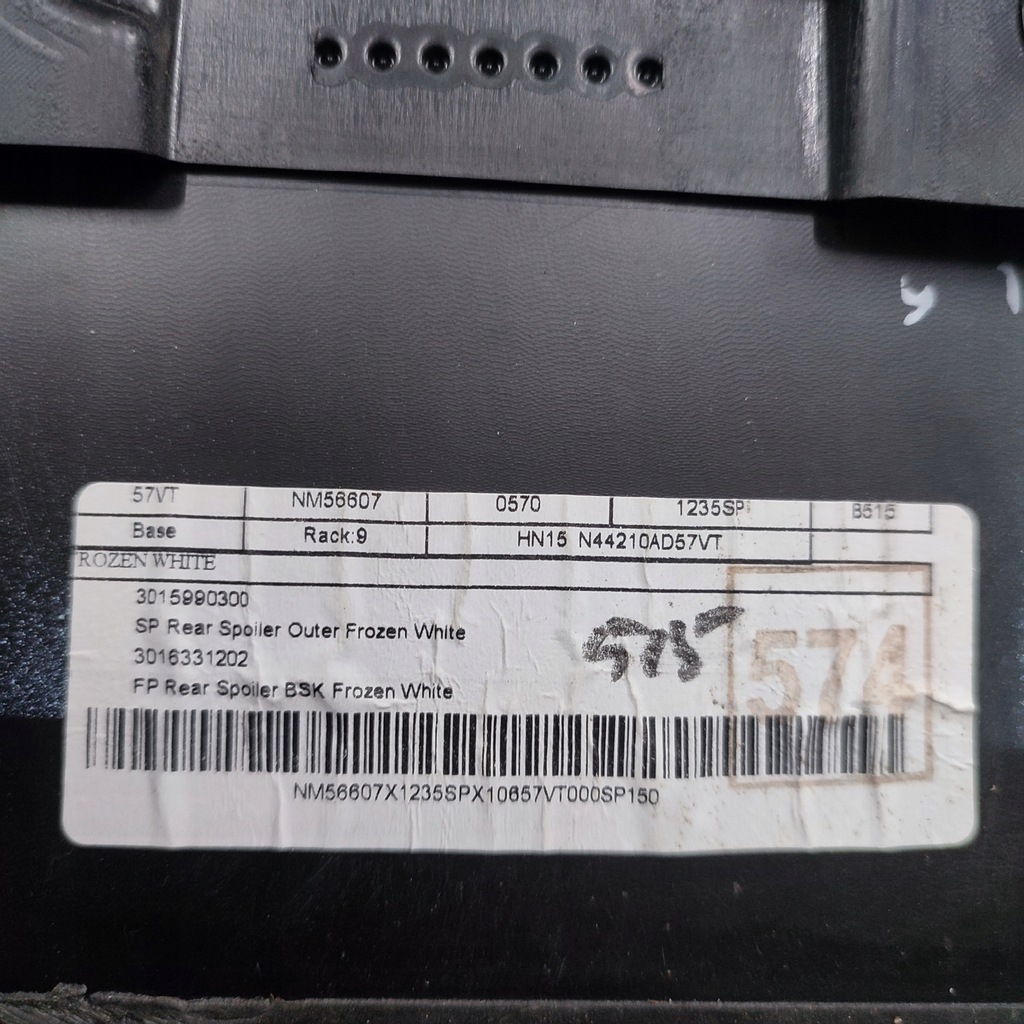 57VT NM56607 0570 1235SP B515
Base Rack:9 HN15 N44210AD57VT
ROZEN WHITE
3015990300
SP Rear Spoiler Outer Frozen White
3016331202
FP Rear Spoiler BSK Frozen White
575
574
NM56607X1235SPX10657VT000SP150